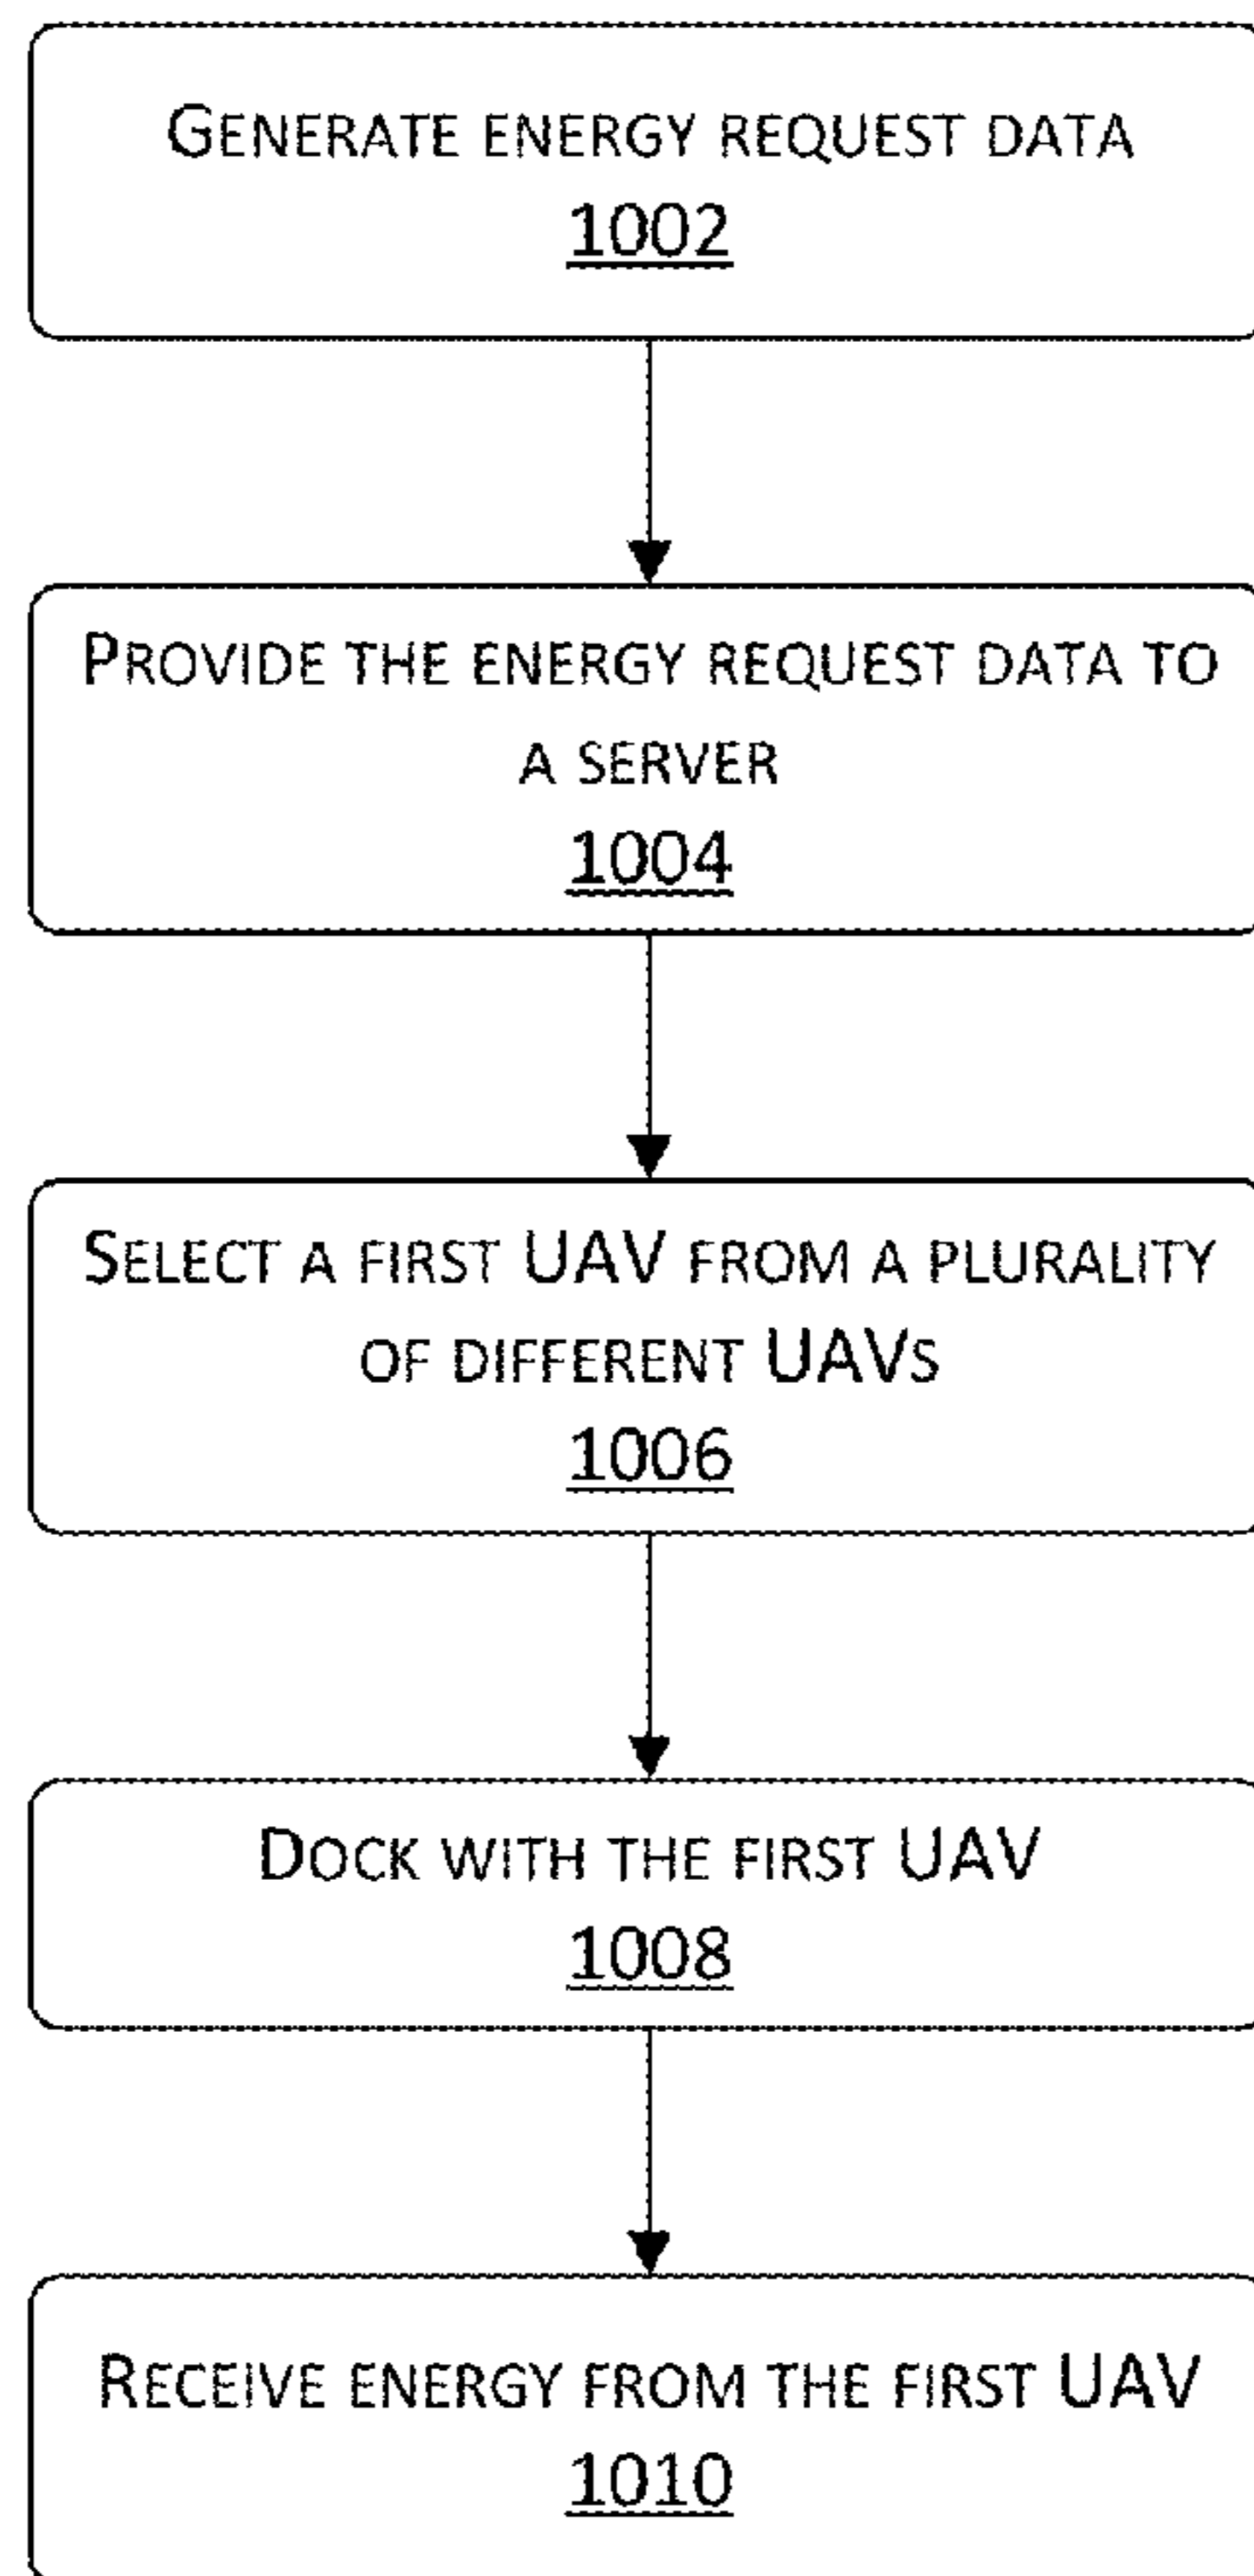 GENERATE ENERGY REQUEST DATA
1002
PROVIDE THE ENERGY REQUEST DATA TO
A SERVER
1004
SELECT A FIRST UAV FROM A PLURALITY
OF DIFFERENT UAVS
1006
DOCK WITH THE FIRST UAV
1008
RECEIVE ENERGY FROM THE FIRST UAV
1010